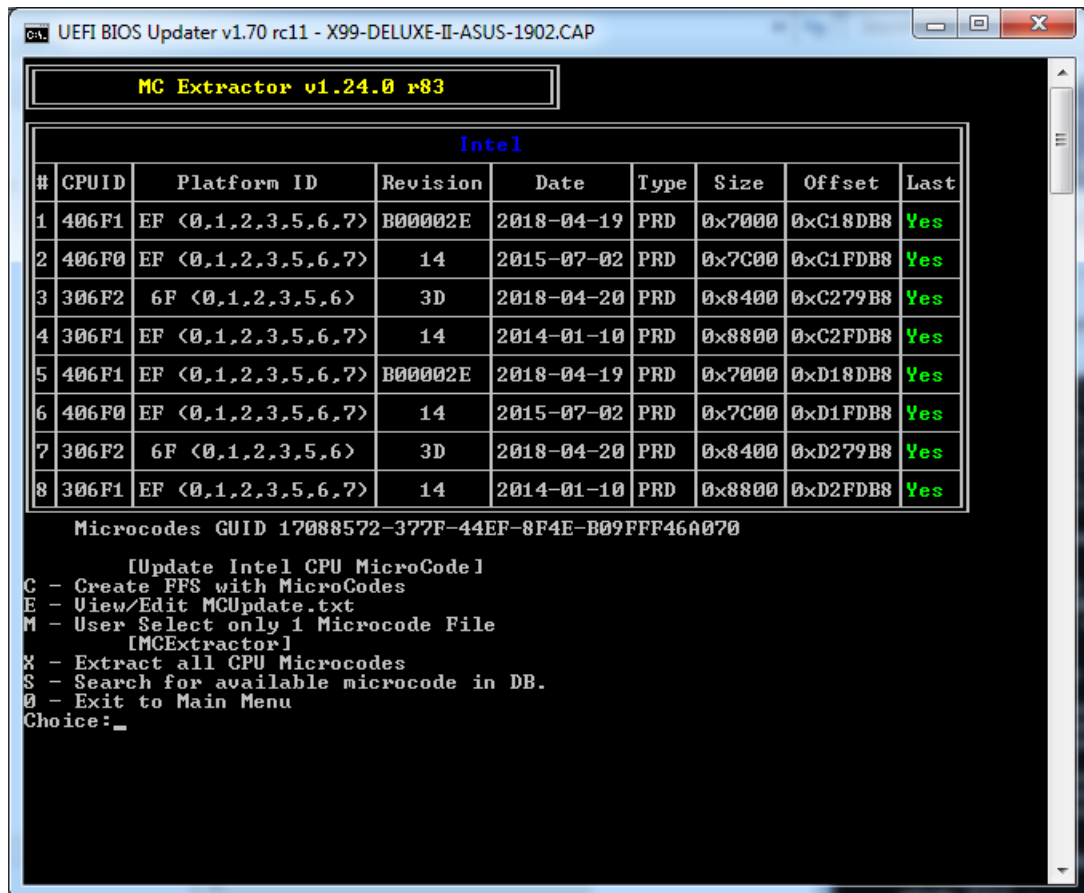 UEFI BIOS Updater v1.70 rc11 - X99-DELUXE-II-ASUS-1902.CAP
MC Extractor v1.24.0 r83
Intel
# CPUID Platform ID Revision Date Type Size Offset Last
1 406F1 EF (0,1,2,3,5,6,7) B00002E 2018-04-19 PRD 0x7000 0xC18DB8 Yes
2 406F0 EF (0,1,2,3,5,6,7) 14 2015-07-02 PRD 0x7C00 0xC1FDB8 Yes
3 306F2 6F (0,1,2,3,5,6) 3D 2018-04-20 PRD 0x8400 0xC279B8 Yes
4 306F1 EF (0,1,2,3,5,6,7) 14 2014-01-10 PRD 0x8800 0xC2FDB8 Yes
5 406F1 EF (0,1,2,3,5,6,7) B00002E 2018-04-19 PRD 0x7000 0xD18DB8 Yes
6 406F0 EF (0,1,2,3,5,6,7) 14 2015-07-02 PRD 0x7C00 0xD1FDB8 Yes
7 306F2 6F (0,1,2,3,5,6) 3D 2018-04-20 PRD 0x8400 0xD279B8 Yes
8 306F1 EF (0,1,2,3,5,6,7) 14 2014-01-10 PRD 0x8800 0xD2FDB8 Yes
Microcodes GUID 17088572-377F-44EF-8F4E-B09FFF46A070
[Update Intel CPU MicroCode]
C - Create FFS with MicroCodes
E - View/Edit MCUpdate.txt
M - User Select only 1 Microcode File
[MCExtractor]
X - Extract all CPU Microcodes
S - Search for available microcode in DB.
0 - Exit to Main Menu
Choice:_